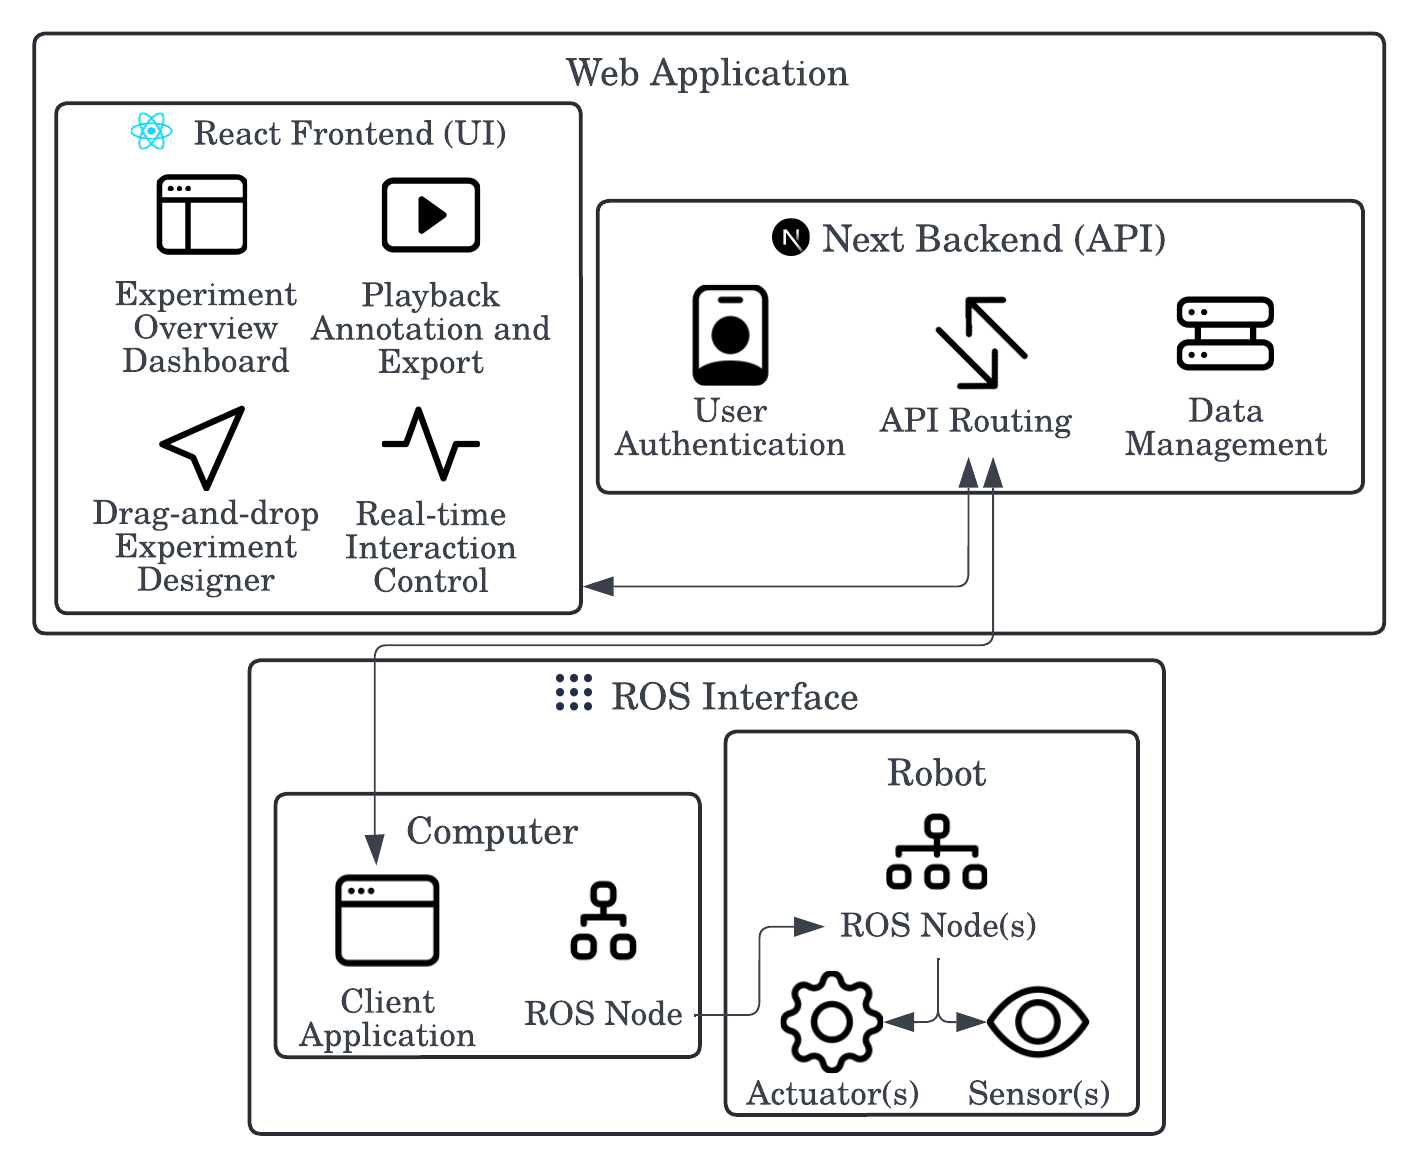 Web Application
React Frontend (UI)
Experiment
Overview
Dashboard
Playback
Annotation and
Export
Drag-and-drop
Experiment
Designer
Real-time
Interaction
Control
Next Backend (API)
User
Authentication
API Routing
Data
Management
ROS Interface
Computer
Client
Application
ROS Node
Robot
ROS Node(s)
Actuator(s)
Sensor(s)